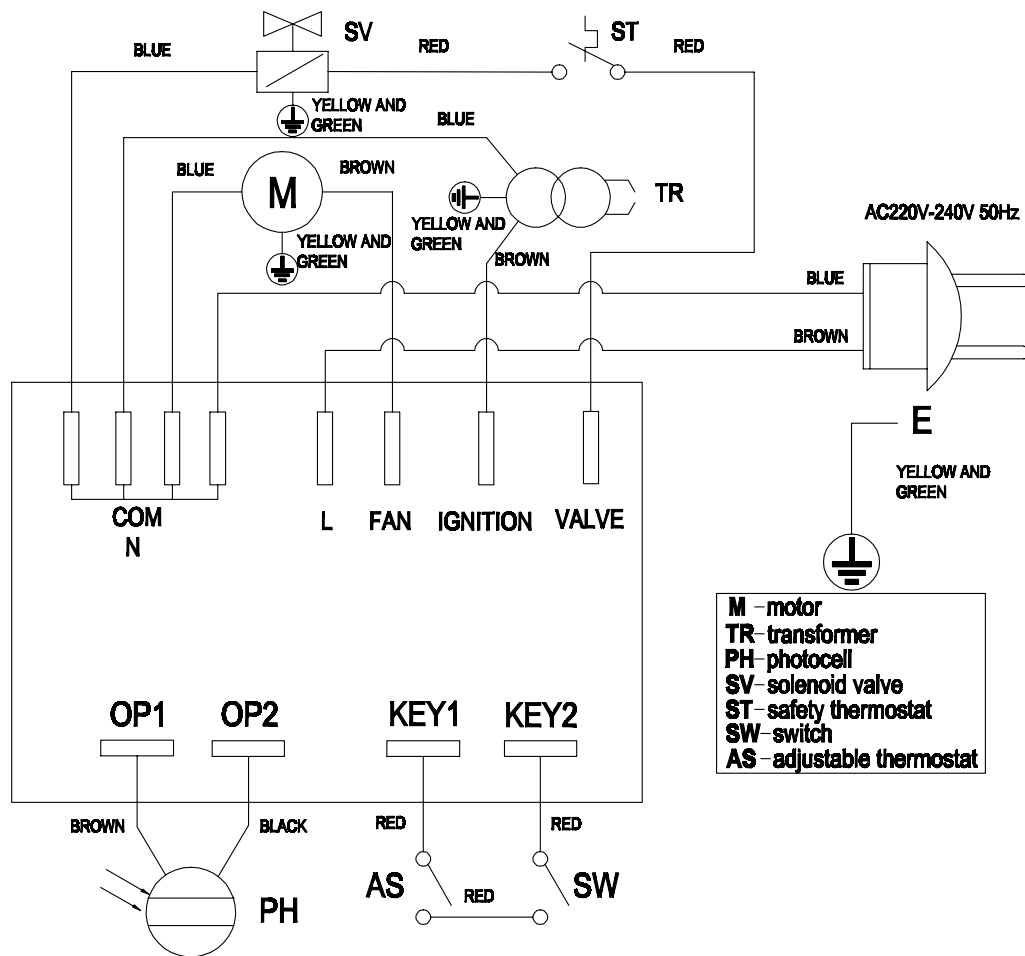 SV
ST
BLUE
RED
RED
YELLOW AND
GREEN
BLUE
BLUE
BROWN
M
TR
YELLOW AND
GREEN
YELLOW AND
GREEN
BROWN
AC220V-240V 50Hz
BLUE
BROWN
E
YELLOW AND
GREEN
COM
N
L
FAN
IGNITION
VALVE
M-motor
TR-transformer
PH-photocell
SV-solenoid valve
ST-safety thermostat
SW-switch
AS-adjustable thermostat
OP1
OP2
KEY1
KEY2
BROWN
BLACK
RED
RED
PH
AS
RED
SW